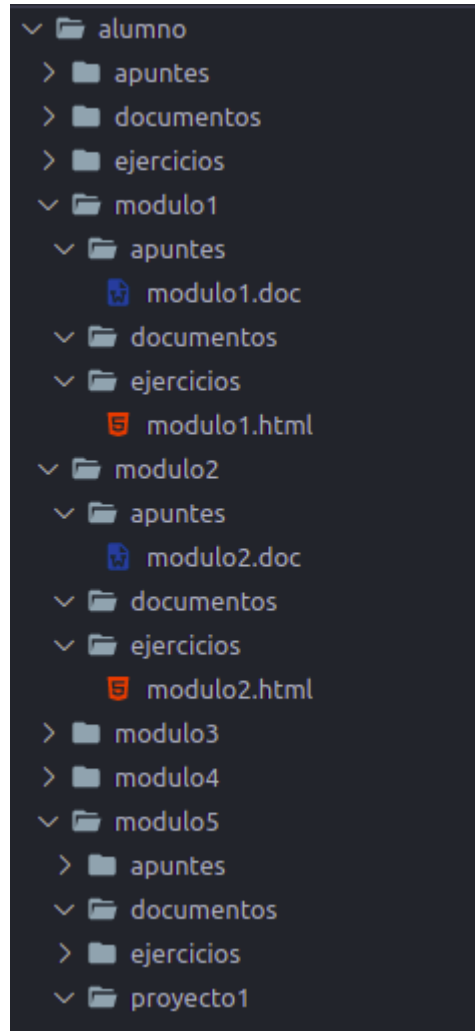 alumno
apuntes
documentos
ejercicios
modulo1
apuntes
modulo1.doc
documentos
ejercicios
modulo1.html
modulo2
apuntes
modulo2.doc
documentos
ejercicios
modulo2.html
modulo3
modulo4
modulo5
apuntes
documentos
ejercicios
proyecto1